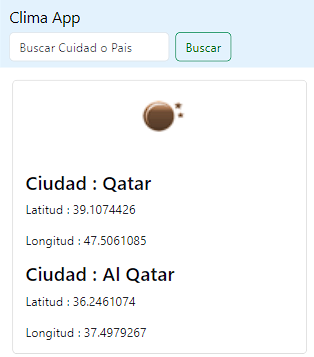 Clima App
Buscar Cuidad o Pais
Buscar
Ciudad : Qatar
Latitud : 39.1074426
Longitud : 47.5061085
Ciudad : Al Qatar
Latitud : 36.2461074
Longitud : 37.4979267